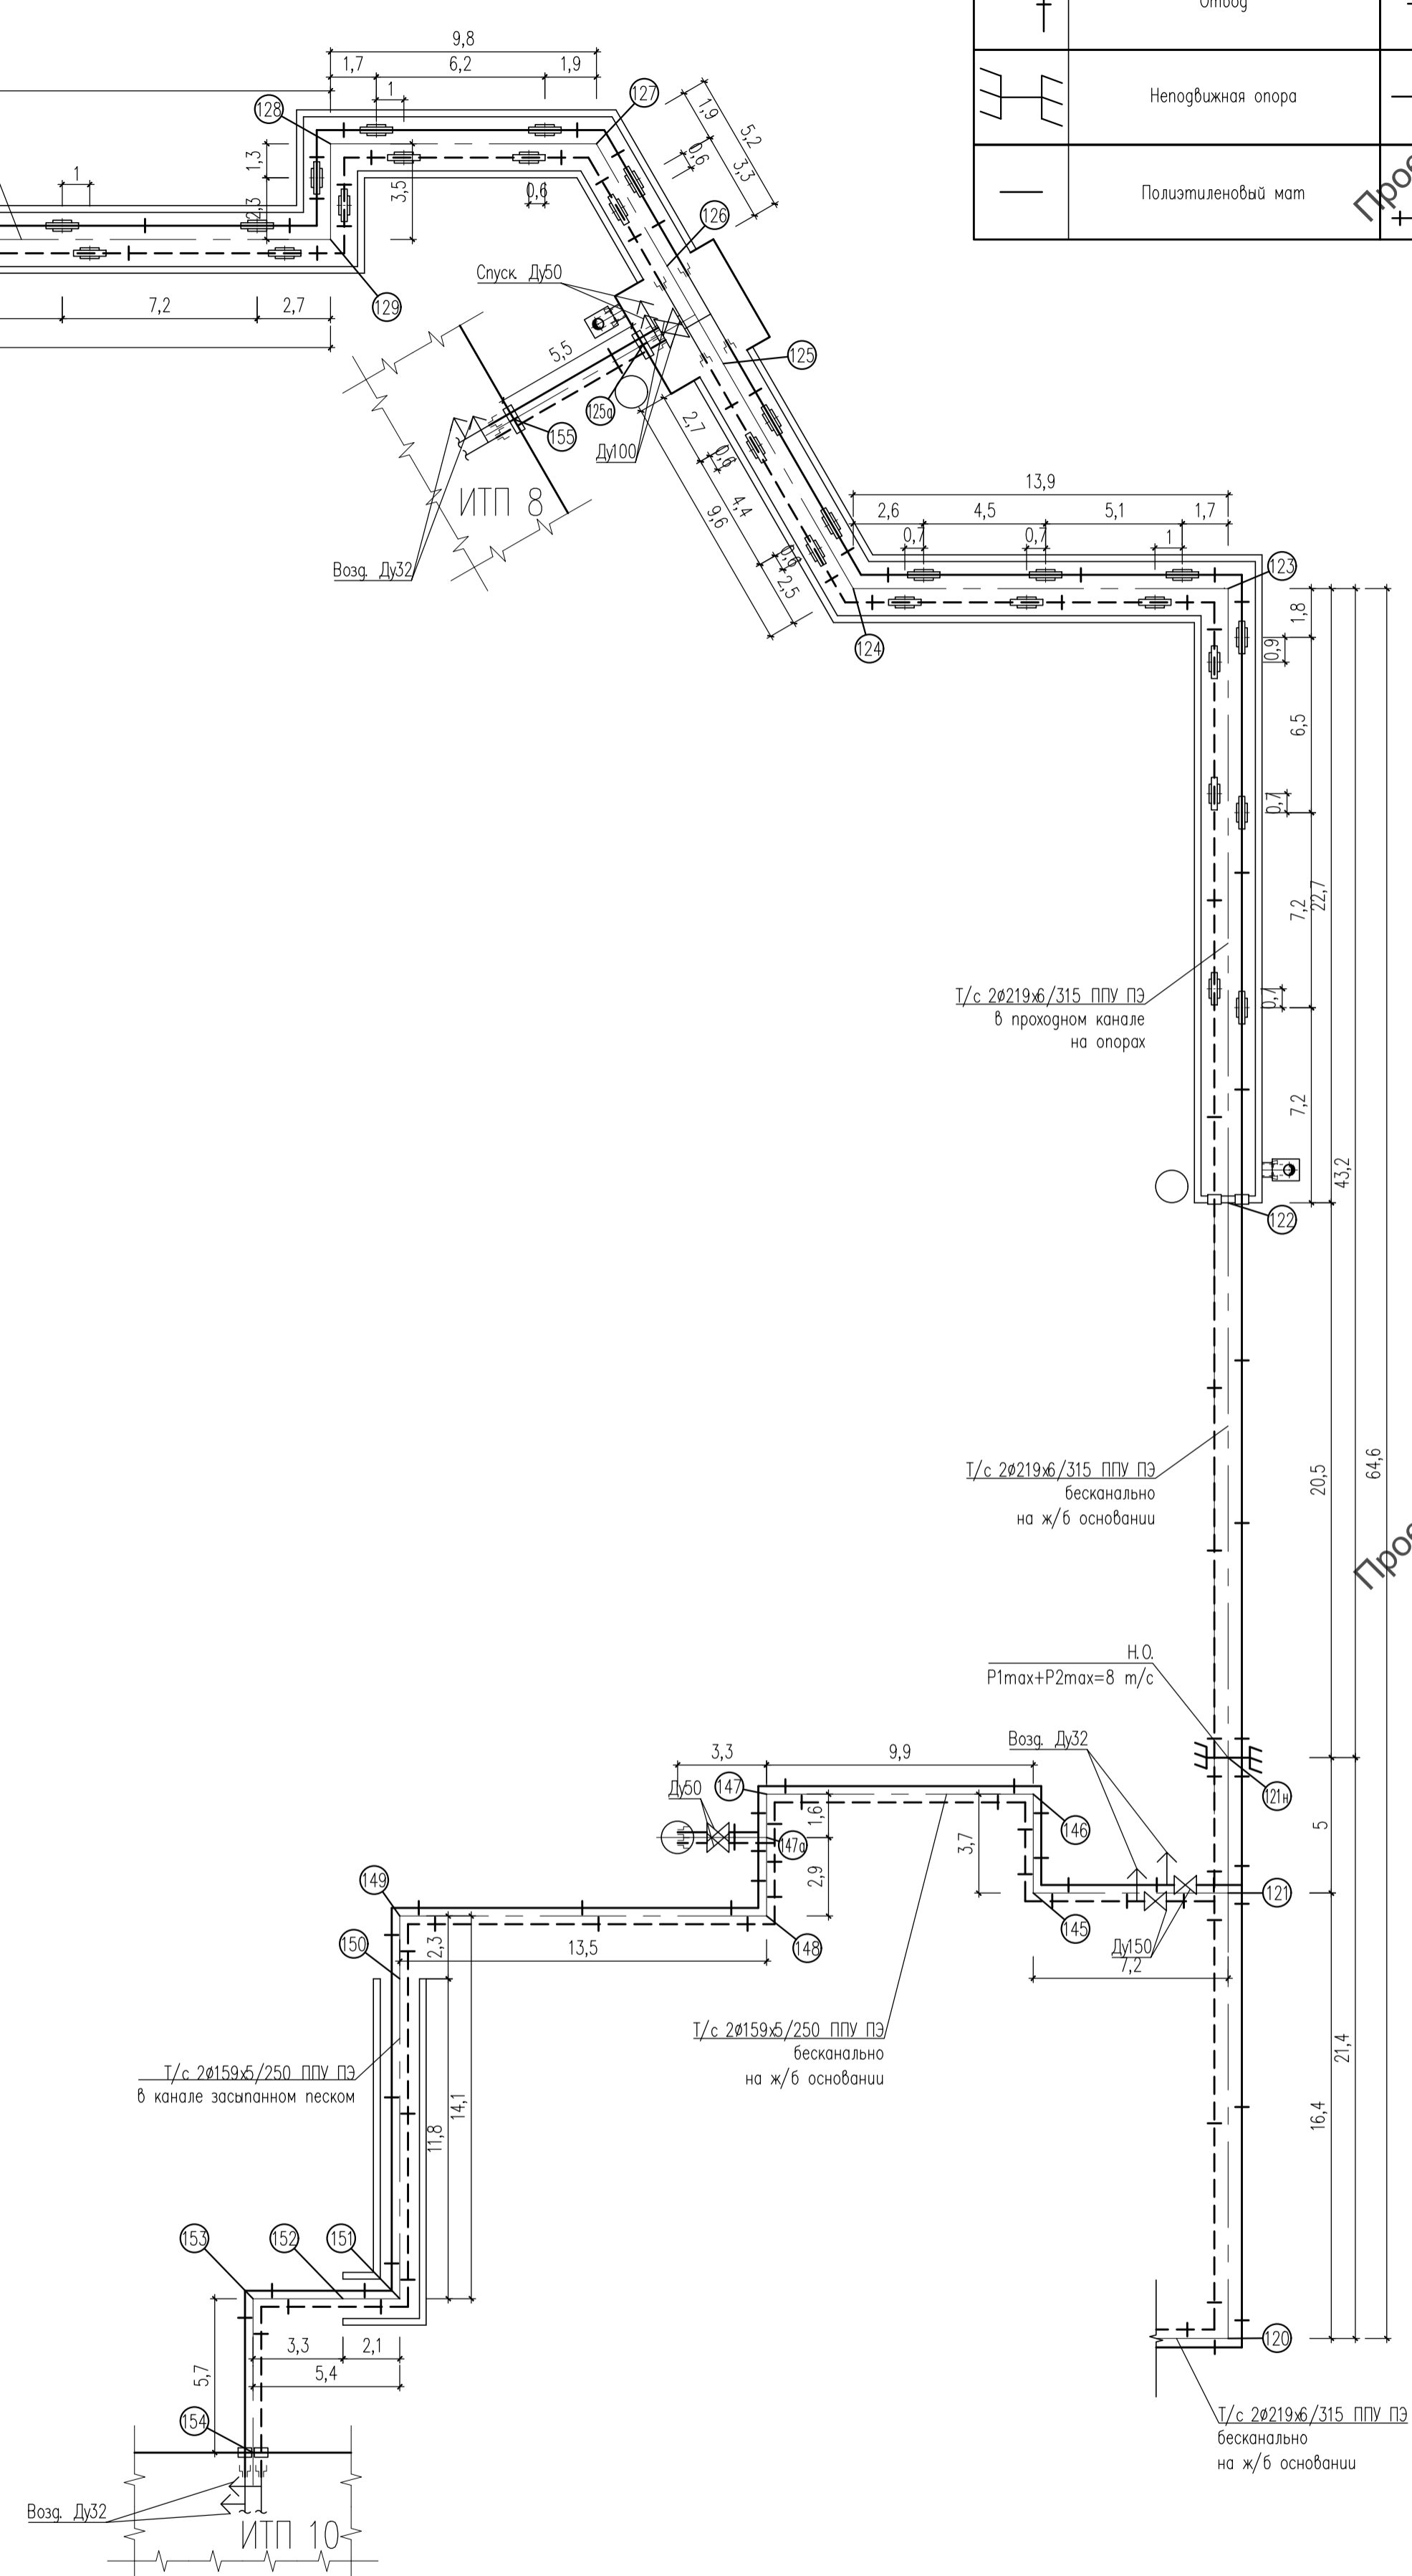 Отвод
Неподвижная опора
Полиэтиленовый мат
9,8
1,7
6,2
1,9
1
128
127
1,9
5,2
0,6
3,3
1
1,3
2,3
3,5
0,6
126
7,2
2,7
129
Спуск. Ду50
5,5
125
125а
155
Ду100
ИТП 8
Возд. Ду32
2,7
0,6
4,4
9,6
0,6
2,5
13,9
2,6
4,5
5,1
1,7
0,7
0,7
1
123
124
1,8
0,9
6,5
0,7
7,2
22,7
Т/с 2ø219х6/315 ППУ ПЭ
в проходном канале
на опорах
0,7
7,2
43,2
122
64,6
Т/с 2ø219х6/315 ППУ ПЭ
бесканально
на ж/б основании
20,5
Н.О.
P1max+P2max=8 т/с
Возд. Ду32
3,3
9,9
Ду50
147
121н
1,6
146
147а
3,7
5
2,9
149
121
145
150
2,3
13,5
148
Ду150
7,2
Т/с 2ø159х5/250 ППУ ПЭ
бесканально
на ж/б основании
21,4
Т/с 2ø159х5/250 ППУ ПЭ
в канале засыпанном песком
14,1
11,8
16,4
153
152
151
120
3,3
2,1
5,7
5,4
154
Т/с 2ø219х6/315 ППУ ПЭ
бесканально
на ж/б основании
Возд. Ду32
ИТП 10